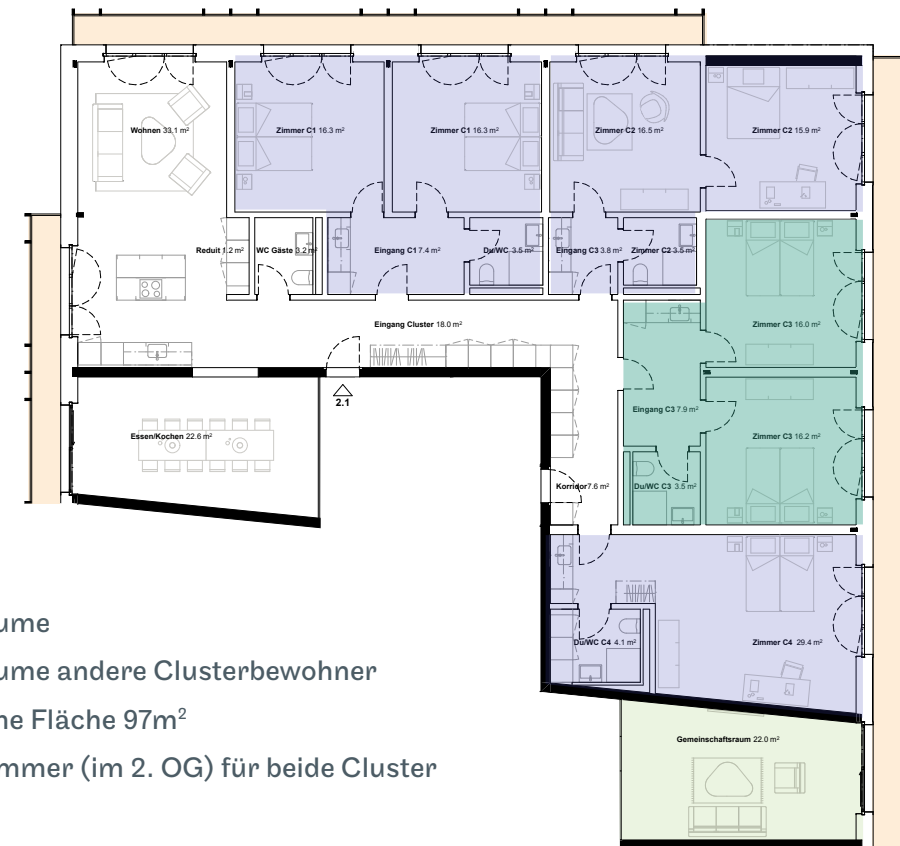 Wohnen 33.1 m²
Zimmer C1 16.3 m²
Zimmer C1 16.3 m²
Zimmer C2 16.5 m²
Zimmer C2 15.9 m²
Reduit 1.2 m²
WC Gäste 3.2 m²
Eingang C1 7.4 m²
Du/WC 3.5 m²
Eingang C3 3.8 m²
Zimmer C2 3.5 m²
Eingang Cluster 18.0 m²
Zimmer C3 16.0 m²
2.1
Eingang C3 7.9 m²
Essen/Kochen 22.6 m²
Zimmer C3 16.2 m²
Korridor 7.6 m²
Du/WC C3 3.5 m²
Du/WC C4 4.1 m²
Zimmer C4 29.4 m²
Gemeinschaftsraum 22.0 m²
ume
ume andere Clusterbewohner
ne Fläche 97m²
mmer (im 2. OG) für beide Cluster